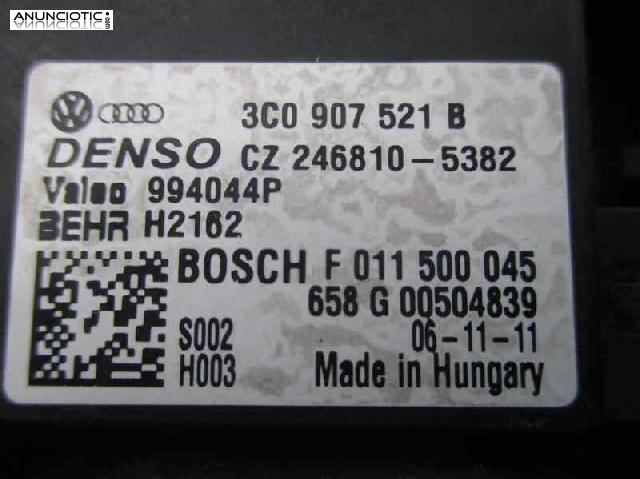 ANUNCIOTIC.es
3C0 907 521 B
DENSO CZ 246810-5382
Valeo 994044P
BEHR H2162
BOSCH F 011 500 045
658 G 00504839
S002 06-11-11
H003 Made in Hungary